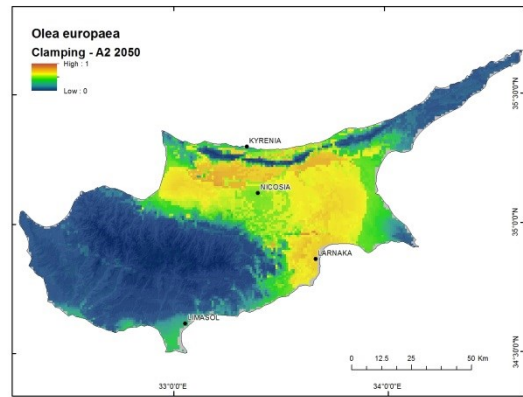 Olea europaea
Clamping - A2 2050
High : 1
Low : 0
KYRENIA
NICOSIA
LARNAKA
LIMASOL
35°30'0"N
35°0'0"N
34°30'0"N
0 12.5 25 50 Km
33°0'0"E
34°0'0"E